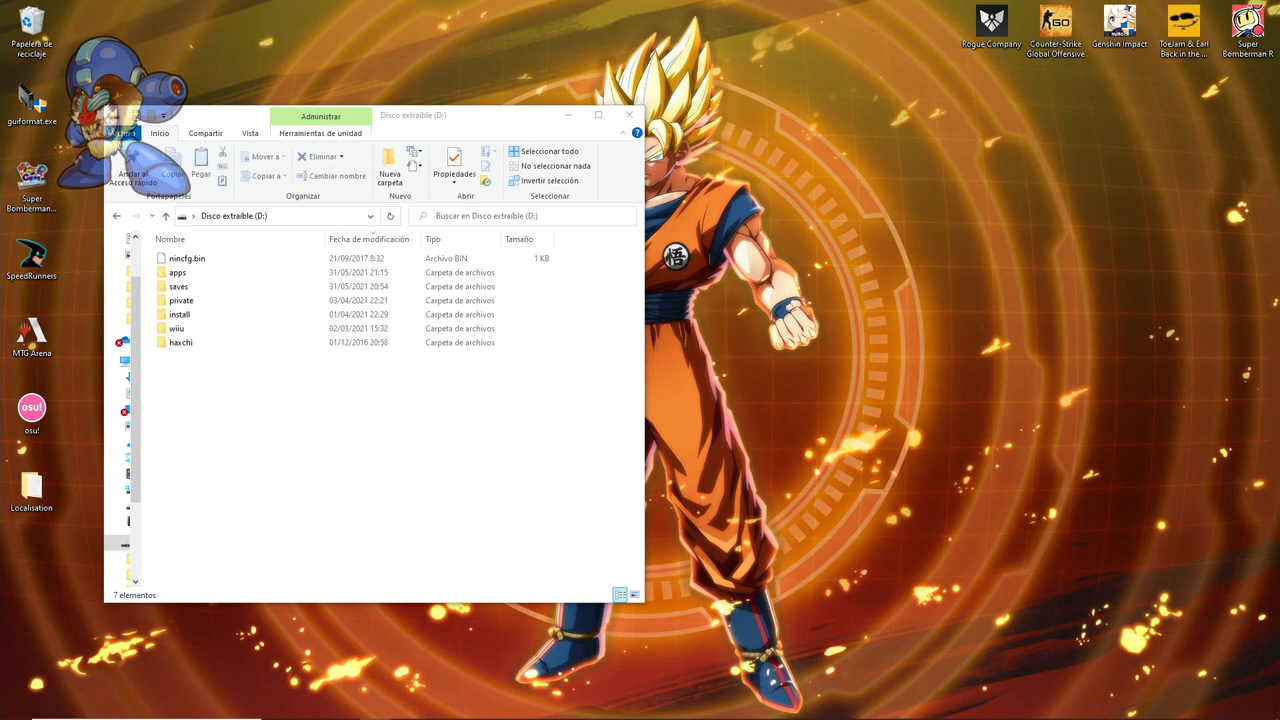 Papelera de
reciclaje
guiformat.exe
Super
Bomberman...
SpeedRunners
MTG Arena
osu!
osu!
Localisation
Rogue Company
Counter-Strike
Global Offensive
GO
Genshin Impact
ToeJam & Earl
Back in the ...
Super
Bomberman R
Administrar
Disco extraíble (D:)
Archivo
Inicio
Compartir
Vista
Herramientas de unidad
Anclar al
Acceso rápido
Copiar
Pegar
Portapapeles
Mover a
Copiar a
Eliminar
Cambiar nombre
Organizar
Nueva
carpeta
Nuevo
Propiedades
Abrir
Seleccionar todo
No seleccionar nada
Invertir selección
Seleccionar
Disco extraíble (D:)
Buscar en Disco extraíble (D:)
Nombre Fecha de modificación Tipo Tamaño
nincfg.bin 21/09/2017 8:32 Archivo BIN 1 KB
apps 31/05/2021 21:15 Carpeta de archivos
saves 31/05/2021 20:54 Carpeta de archivos
private 03/04/2021 22:21 Carpeta de archivos
install 01/04/2021 22:29 Carpeta de archivos
wiiu 02/03/2021 15:32 Carpeta de archivos
haxchi 01/12/2016 20:58 Carpeta de archivos
7 elementos
悟